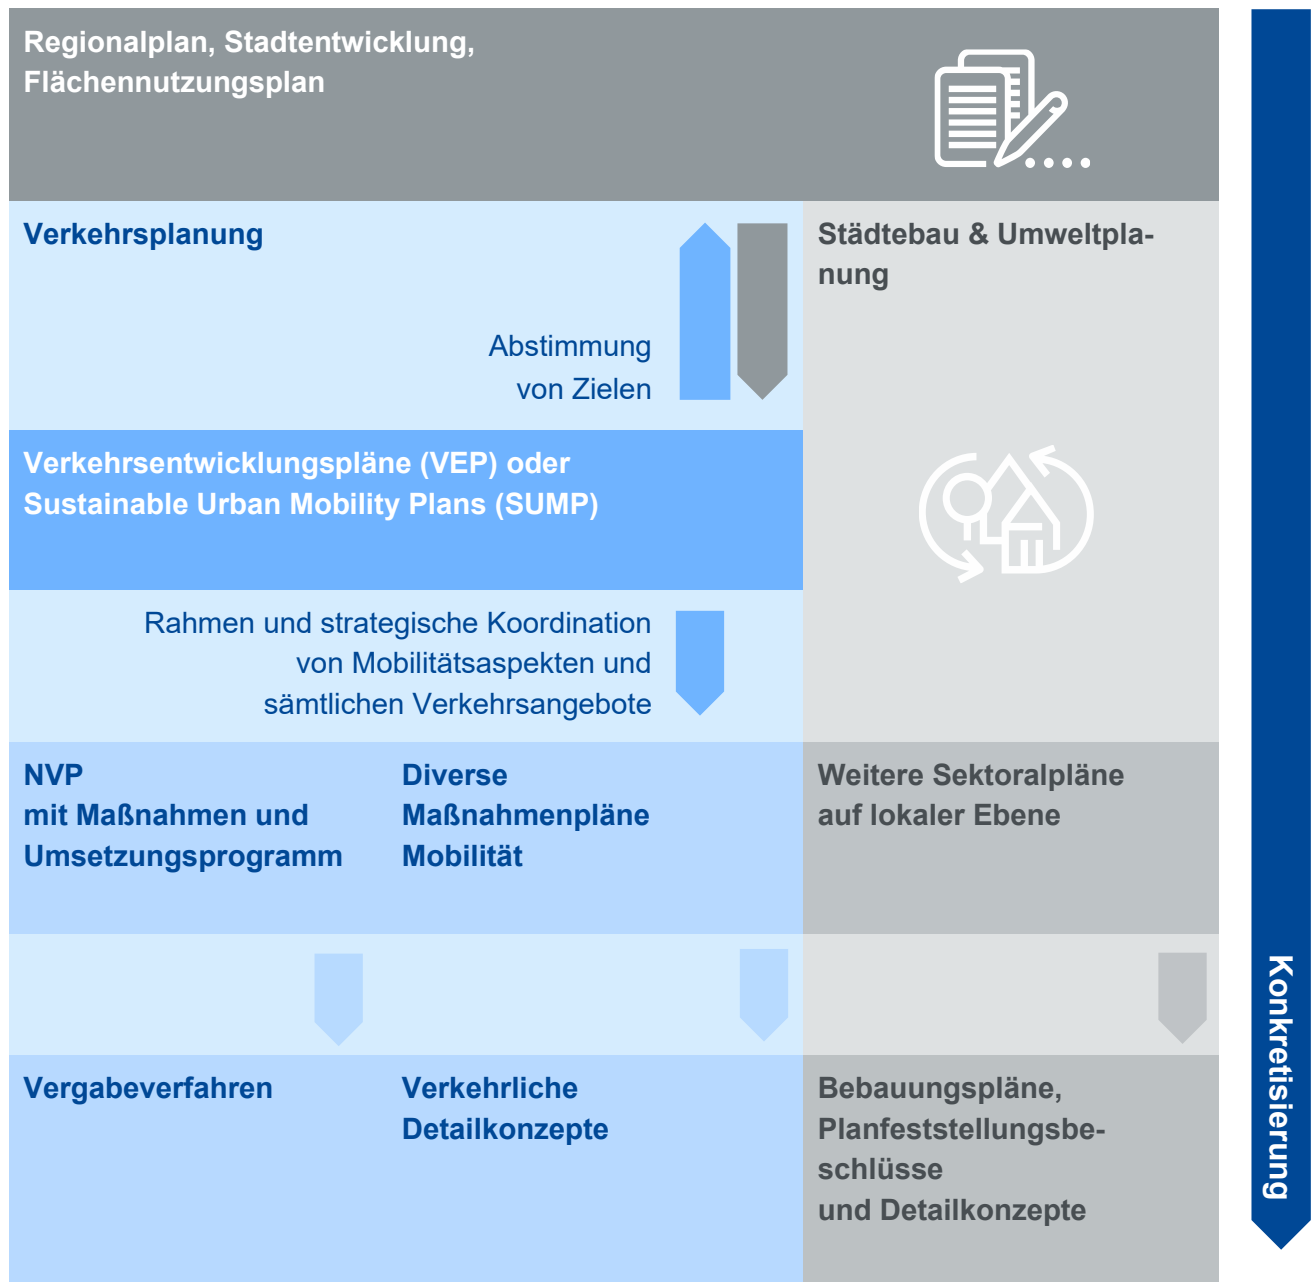 Regionalplan, Stadtentwicklung,
Flächennutzungsplan
Verkehrsplanung
Abstimmung
von Zielen
Städtebau & Umweltpla-
nung
Verkehrsentwicklungspläne (VEP) oder
Sustainable Urban Mobility Plans (SUMP)
Rahmen und strategische Koordination
von Mobilitätsaspekten und
sämtlichen Verkehrsangebote
NVP
mit Maßnahmen und
Umsetzungsprogramm
Diverse
Maßnahmenpläne
Mobilität
Weitere Sektoralpläne
auf lokaler Ebene
Vergabeverfahren
Verkehrliche
Detailkonzepte
Bebauungspläne,
Planfeststellungsbe-
schlüsse
und Detailkonzepte
Konkretisierung